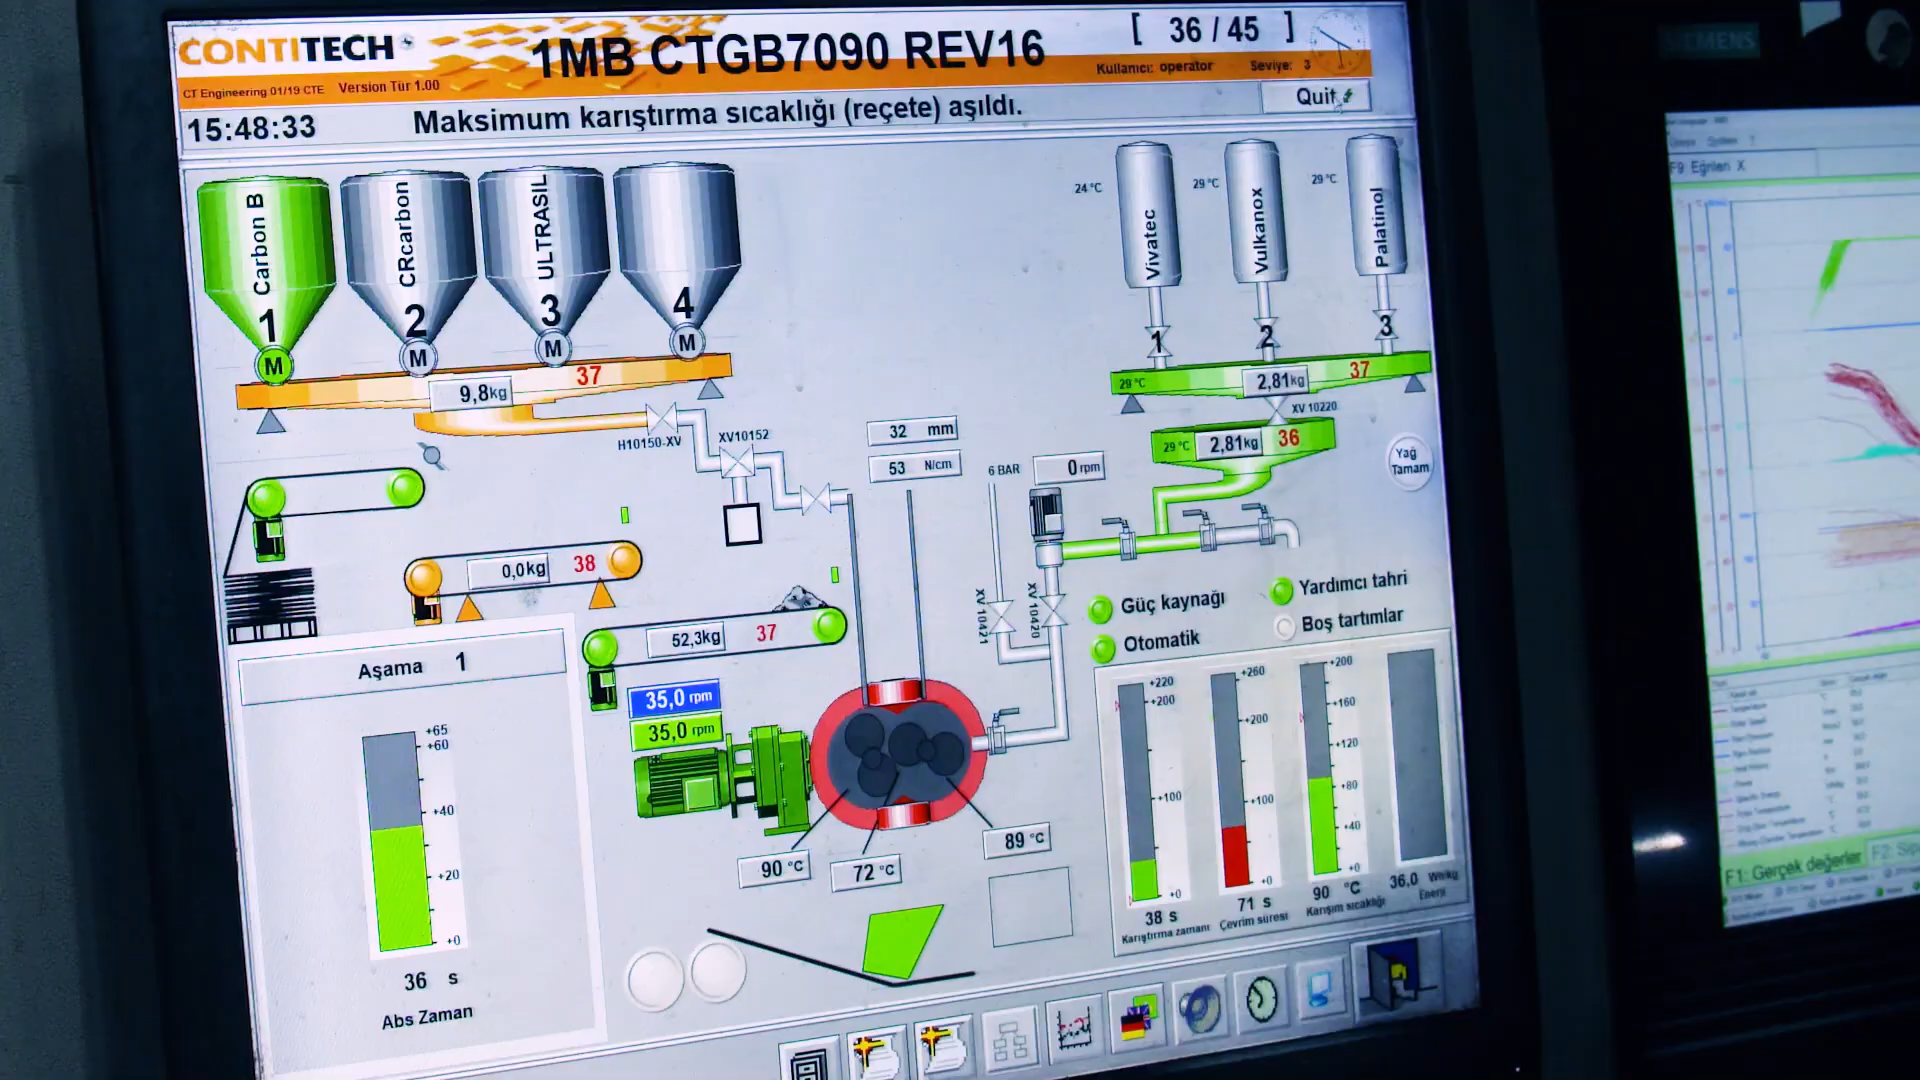 CONTITECH
1MB CTGB7090 REV16
[ 36 / 45 ]
CT Engineering 01/19 CTE Version Tür 1.00
Kullanıcı: operator Seviye: 3
15:48:33
Maksimum karıştırma sıcaklığı (reçete) aşıldı.
Quit
Carbon B
1
M
CRcarbon
2
M
ULTRASIL
3
M
4
M
24 °C
Vivatec
1
29 °C
Vulkanox
2
29 °C
Palatinol
3
9,8kg
37
H10150-XV
XV10152
32 mm
53 N/cm
6 BAR
0 rpm
29 °C
2,81kg
37
XV 10220
29 °C
2,81kg
36
Yağ
Tamam
0,0kg
38
52,3kg
37
XV 10421
XV 10420
Güç kaynağı
Yardımcı tahri
Otomatik
Boş tartımlar
Aşama 1
35,0 rpm
35,0 rpm
+65
+60
+40
+20
+0
36 s
Abs Zaman
90 °C
72 °C
89 °C
+220
+200
+100
+0
38 s
Karıştırma zamanı
+260
+200
+100
+0
71 s
Çevrim süresi
+200
+160
+120
+80
+40
+0
90 °C
Karışım sıcaklığı
36,0 Wh/kg
Enerji
SIEMENS
F9 Eğrileri X
F1: Gerçek değerler